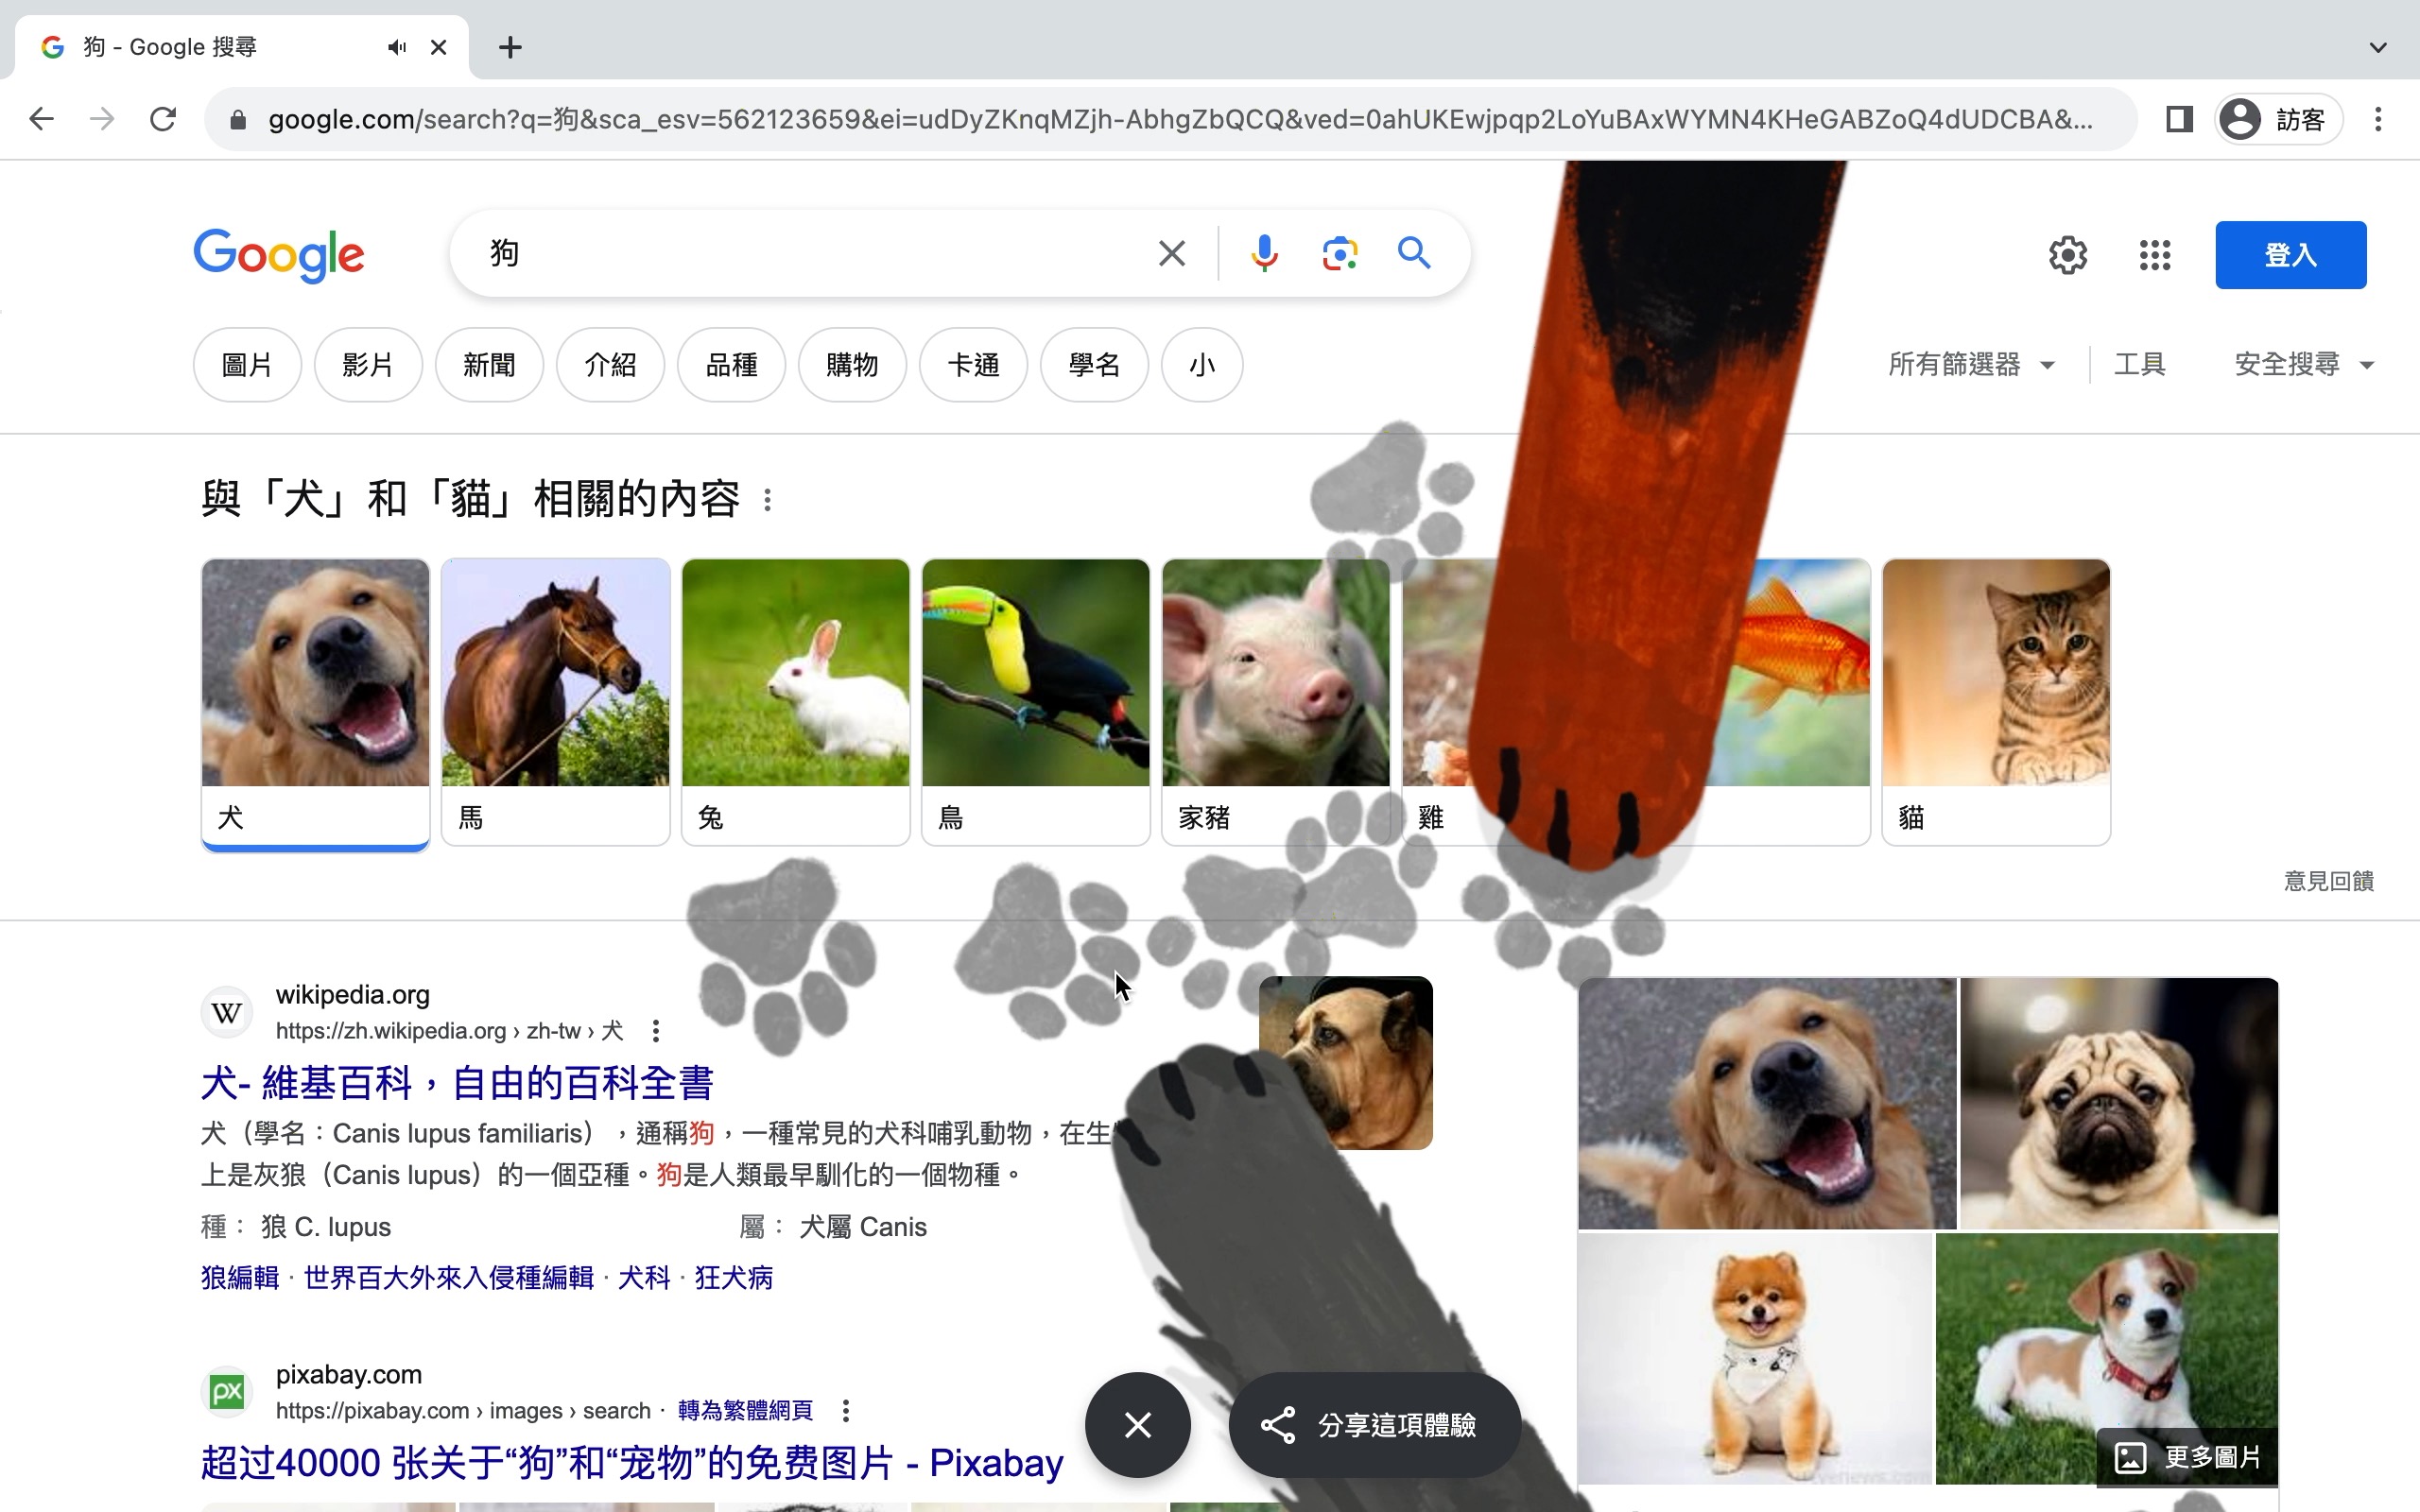 狗 - Google 搜尋
google.com/search?q=狗&sca_esv=562123659&ei=udDyZKnqMZjh-AbhgZbQCQ&ved=0ahUKEwjpqp2LoYuBAxWYMN4KHeGABZoQ4dUDCBA&...
訪客
Google
狗
登入
圖片 影片 新聞 介紹 品種 購物 卡通 學名 小
所有篩選器 工具 安全搜尋
與「犬」和「貓」相關的內容
犬 馬 兔 鳥 家豬 雞 貓
意見回饋
W
wikipedia.org
https://zh.wikipedia.org › zh-tw › 犬
犬- 維基百科，自由的百科全書
犬（學名：Canis lupus familiaris），通稱狗，一種常見的犬科哺乳動物，在生
上是灰狼（Canis lupus）的一個亞種。狗是人類最早馴化的一個物種。
種： 狼 C. lupus 屬： 犬屬 Canis
狼編輯 · 世界百大外來入侵種編輯 · 犬科 · 狂犬病
px
pixabay.com
https://pixabay.com › images › search · 轉為繁體網頁
超过40000 张关于“狗”和“宠物”的免费图片 - Pixabay
分享這項體驗
更多圖片